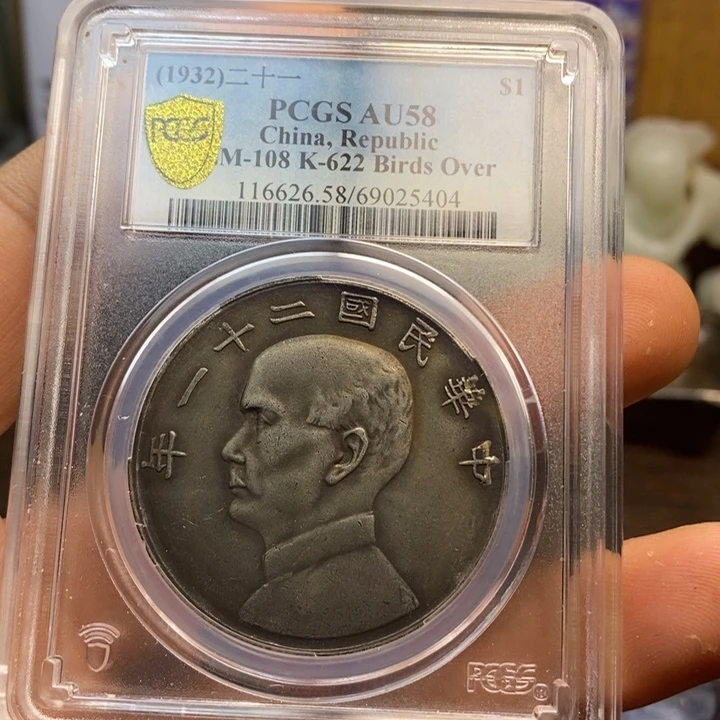 (1932)二十一 $1
PCGS AU58
China, Republic
M-108 K-622 Birds Over
116626.58/69025404
PCGS
中華民國二十一年
PCGS